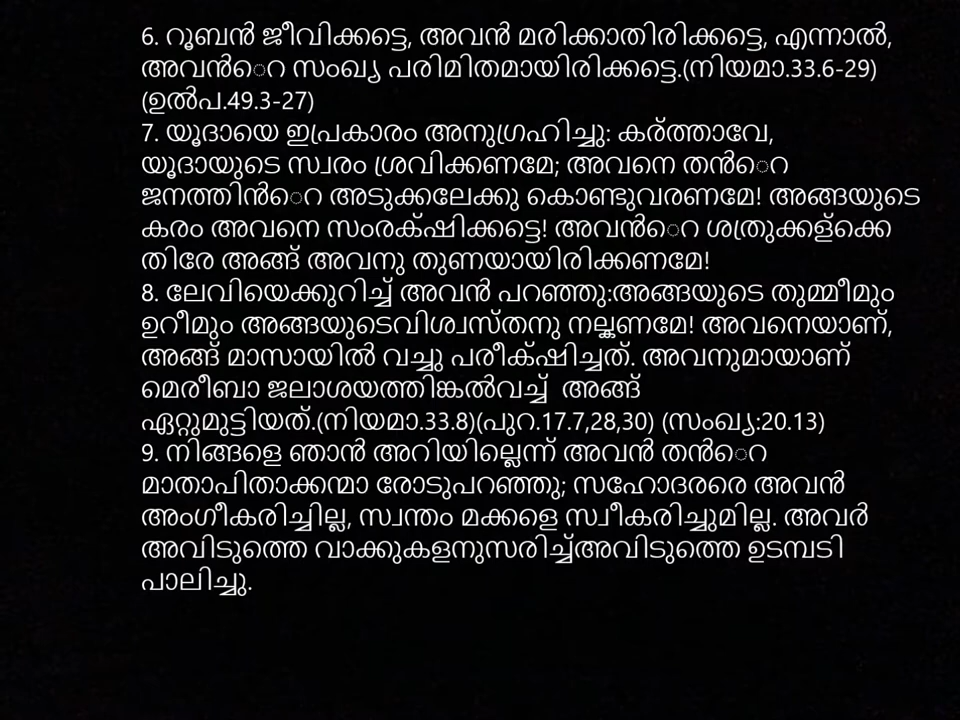 6. റൂബൻ ജീവിക്കട്ടെ, അവൻ മരിക്കാതിരിക്കട്ടെ, എന്നാൽ,
അവൻെറ സംഖ്യ പരിമിതമായിരിക്കട്ടെ.(നിയമാ.33.6-29)
(ഉൽപ.49.3-27)
7. യൂദായെ ഇപ്രകാരം അനുഗ്രഹിച്ചു: കര്‌ത്താവേ,
യൂദായുടെ സ്വരം ശ്രവിക്കണമേ; അവനെ തൻെറ
ജനത്തിൻെറ അടുക്കലേക്കു കൊണ്ടുവരണമേ! അങ്ങയുടെ
കരം അവനെ സംരക്‌ഷിക്കട്ടെ! അവൻെറ ശത്രുക്കള്‌ക്കെ
തിരേ അങ്ങ് അവനു തുണയായിരിക്കണമേ!
8. ലേവിയെക്കുറിച്ച് അവൻ പറഞ്ഞു:അങ്ങയുടെ തുമ്മീമും
ഉറീമും അങ്ങയുടെവിശ്വസ്തനു നല്കണമേ! അവനെയാണ്,
അങ്ങ് മാസായിൽ വച്ചു പരീക്‌ഷിച്ചത്. അവനുമായാണ്
മെരീബാ ജലാശയത്തിങ്കൽവച്ച്  അങ്ങ്
ഏറ്റുമുട്ടിയത്.(നിയമാ.33.8)(പുറ.17.7,28,30) (സംഖ്യ:20.13)
9. നിങ്ങളെ ഞാൻ അറിയില്ലെന്ന് അവൻ തൻെറ
മാതാപിതാക്കന്മാ രോടുപറഞ്ഞു; സഹോദരരെ അവൻ
അംഗീകരിച്ചില്ല, സ്വന്തം മക്കളെ സ്വീകരിച്ചുമില്ല. അവർ
അവിടുത്തെ വാക്കുകളനുസരിച്ച്അവിടുത്തെ ഉടമ്പടി
പാലിച്ചു.